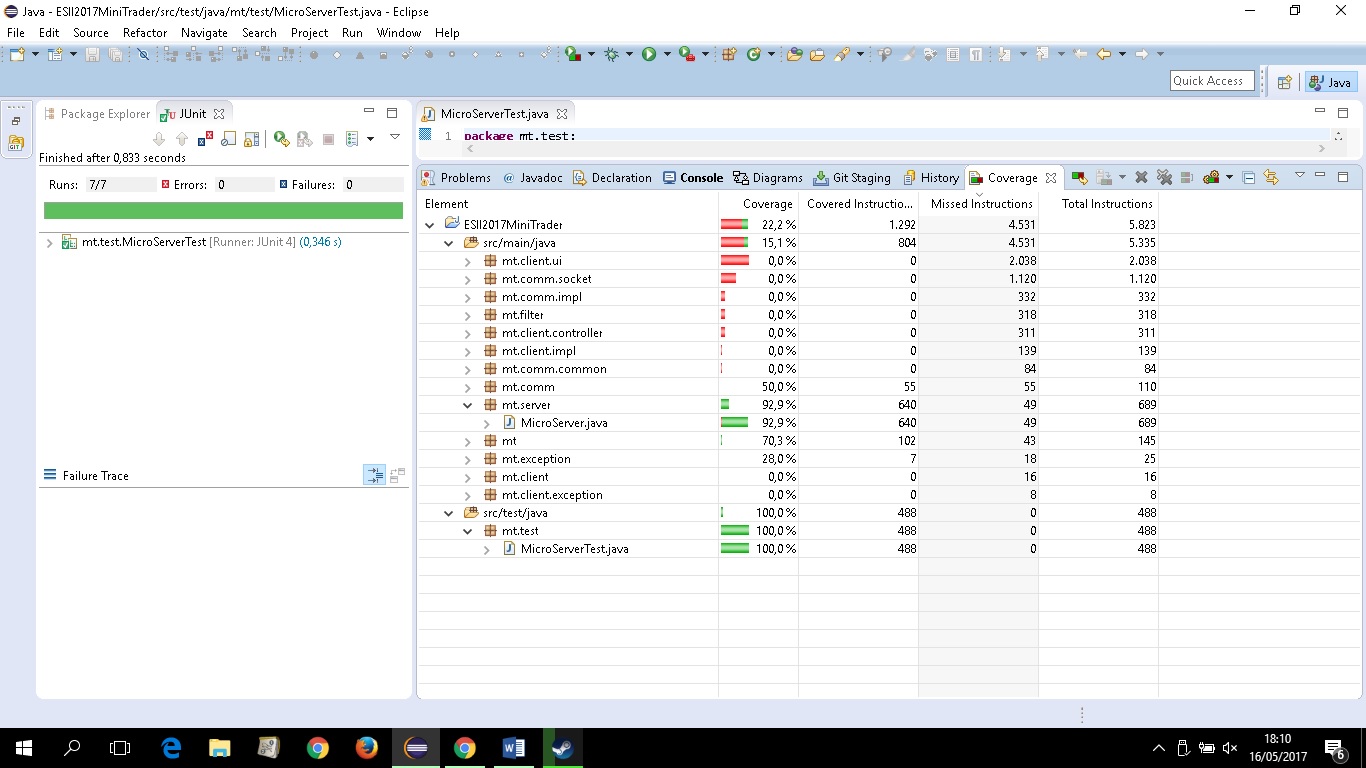 Java - ESII2017MiniTrader/src/test/java/mt/test/MicroServerTest.java - Eclipse
File Edit Source Refactor Navigate Search Project Run Window Help
Quick Access Java
Package Explorer JUnit
Finished after 0,833 seconds
Runs: 7/7 Errors: 0 Failures: 0
mt.test.MicroServerTest [Runner: JUnit 4] (0,346 s)
Failure Trace
MicroServerTest.java
1 package mt.test;
Problems @ Javadoc Declaration Console Diagrams Git Staging History Coverage
Element Coverage Covered Instructio... Missed Instructions Total Instructions
ESII2017MiniTrader 22,2 % 1.292 4.531 5.823
src/main/java 15,1 % 804 4.531 5.335
mt.client.ui 0,0 % 0 2.038 2.038
mt.comm.socket 0,0 % 0 1.120 1.120
mt.comm.impl 0,0 % 0 332 332
mt.filter 0,0 % 0 318 318
mt.client.controller 0,0 % 0 311 311
mt.client.impl 0,0 % 0 139 139
mt.comm.common 0,0 % 0 84 84
mt.comm 50,0 % 55 55 110
mt.server 92,9 % 640 49 689
MicroServer.java 92,9 % 640 49 689
mt 70,3 % 102 43 145
mt.exception 28,0 % 7 18 25
mt.client 0,0 % 0 16 16
mt.client.exception 0,0 % 0 8 8
src/test/java 100,0 % 488 0 488
mt.test 100,0 % 488 0 488
MicroServerTest.java 100,0 % 488 0 488
18:10
16/05/2017
6